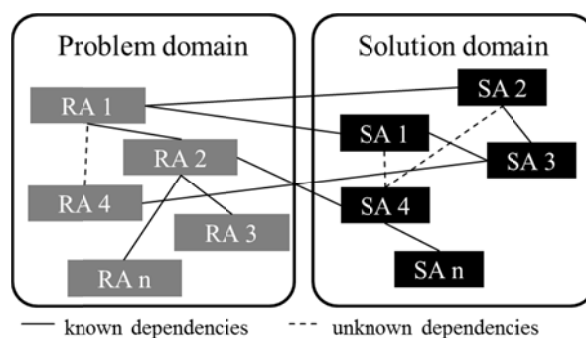 Problem domain
Solution domain
RA 1
RA 2
RA 4
RA 3
RA n
SA 2
SA 1
SA 3
SA 4
SA n
known dependencies
unknown dependencies